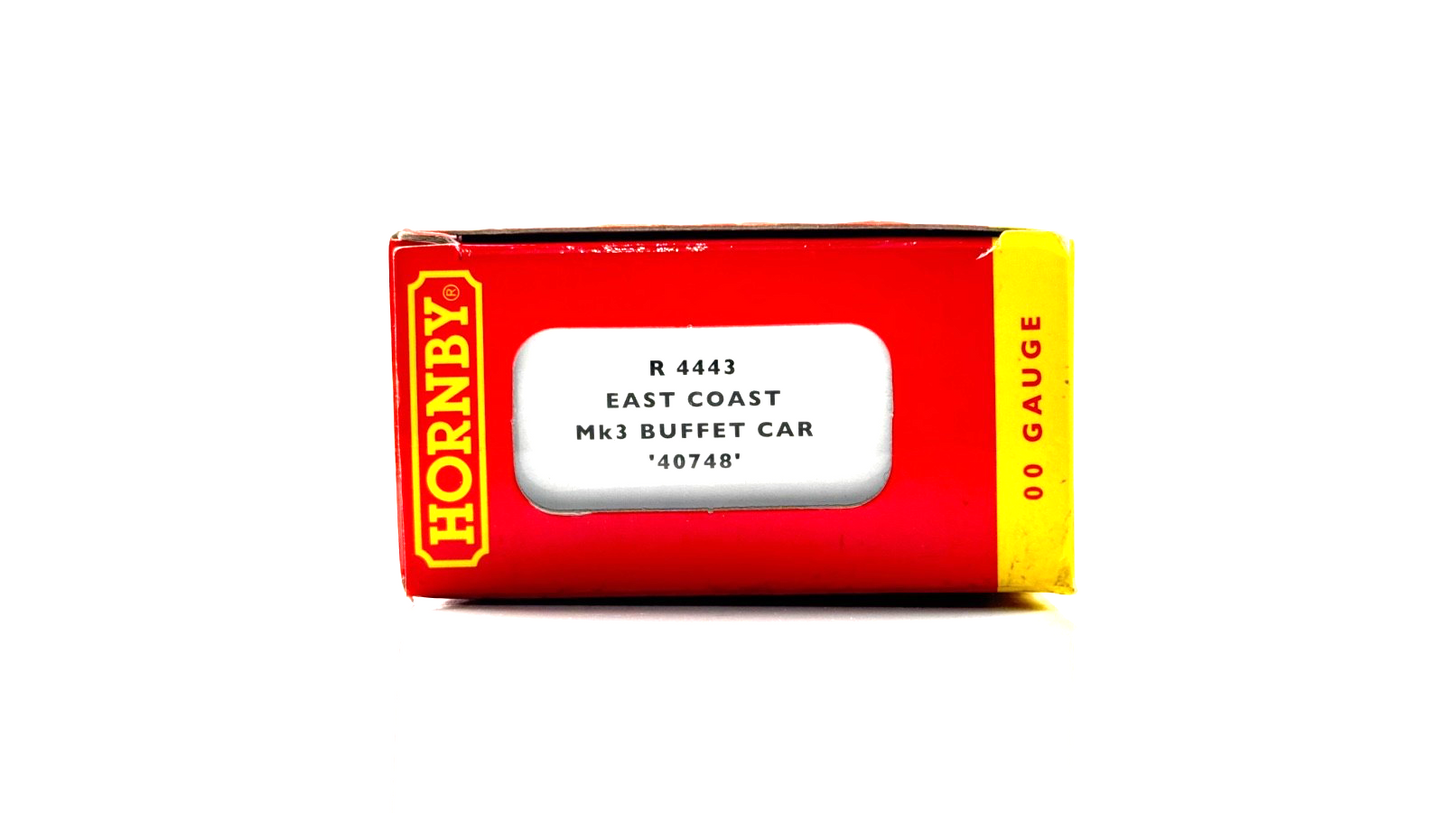 HORNBY®
R 4443
EAST COAST
Mk3 BUFFET CAR
'40748'
00 GAUGE